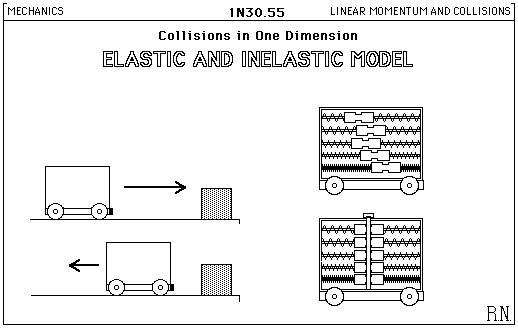 MECHANICS 1N30.55 LINEAR MOMENTUM AND COLLISIONS
Collisions in One Dimension
ELASTIC AND INELASTIC MODEL
R.N.